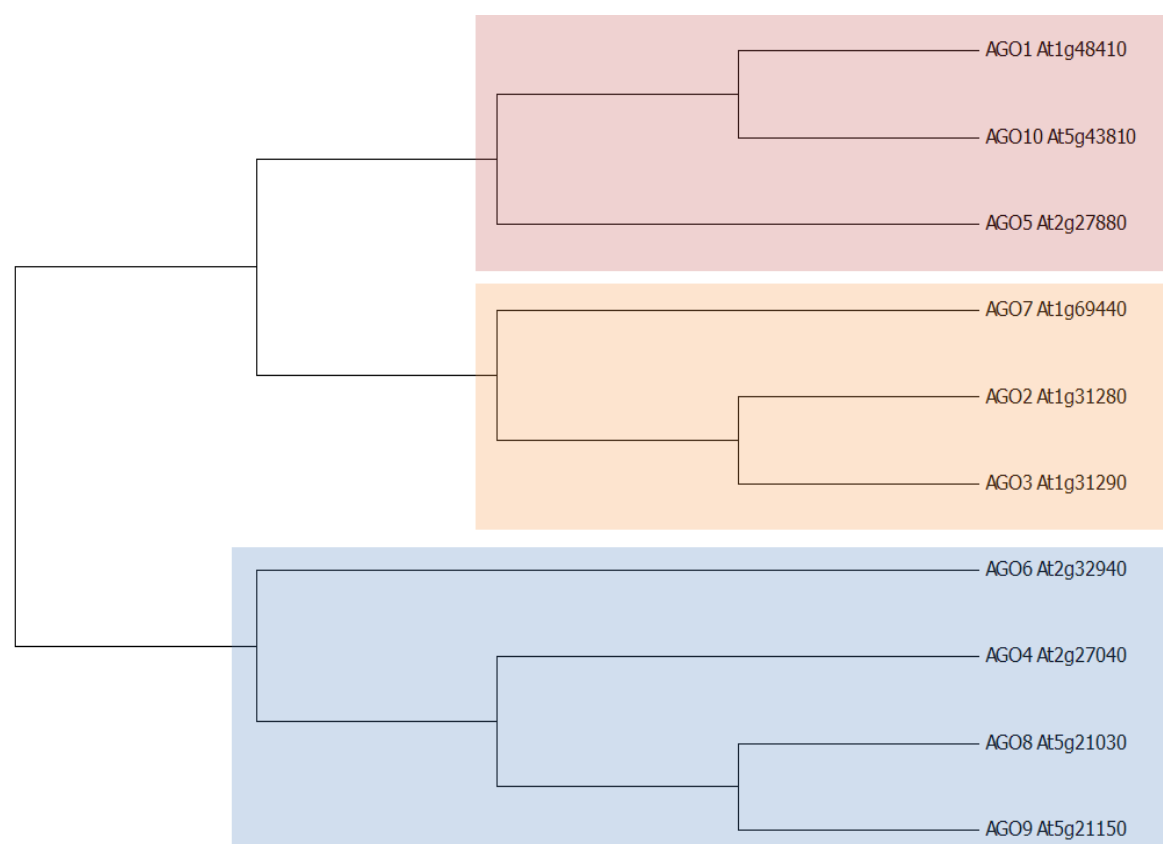 AGO1 At1g48410
AGO10 At5g43810
AGO5 At2g27880
AGO7 At1g69440
AGO2 At1g31280
AGO3 At1g31290
AGO6 At2g32940
AGO4 At2g27040
AGO8 At5g21030
AGO9 At5g21150